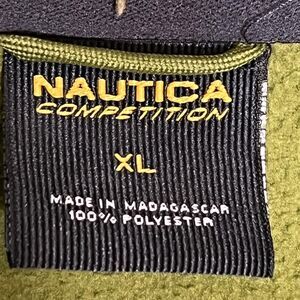 NAUTICA
COMPETITION
XL
MADE IN MADAGASCAR
100% POLYESTER